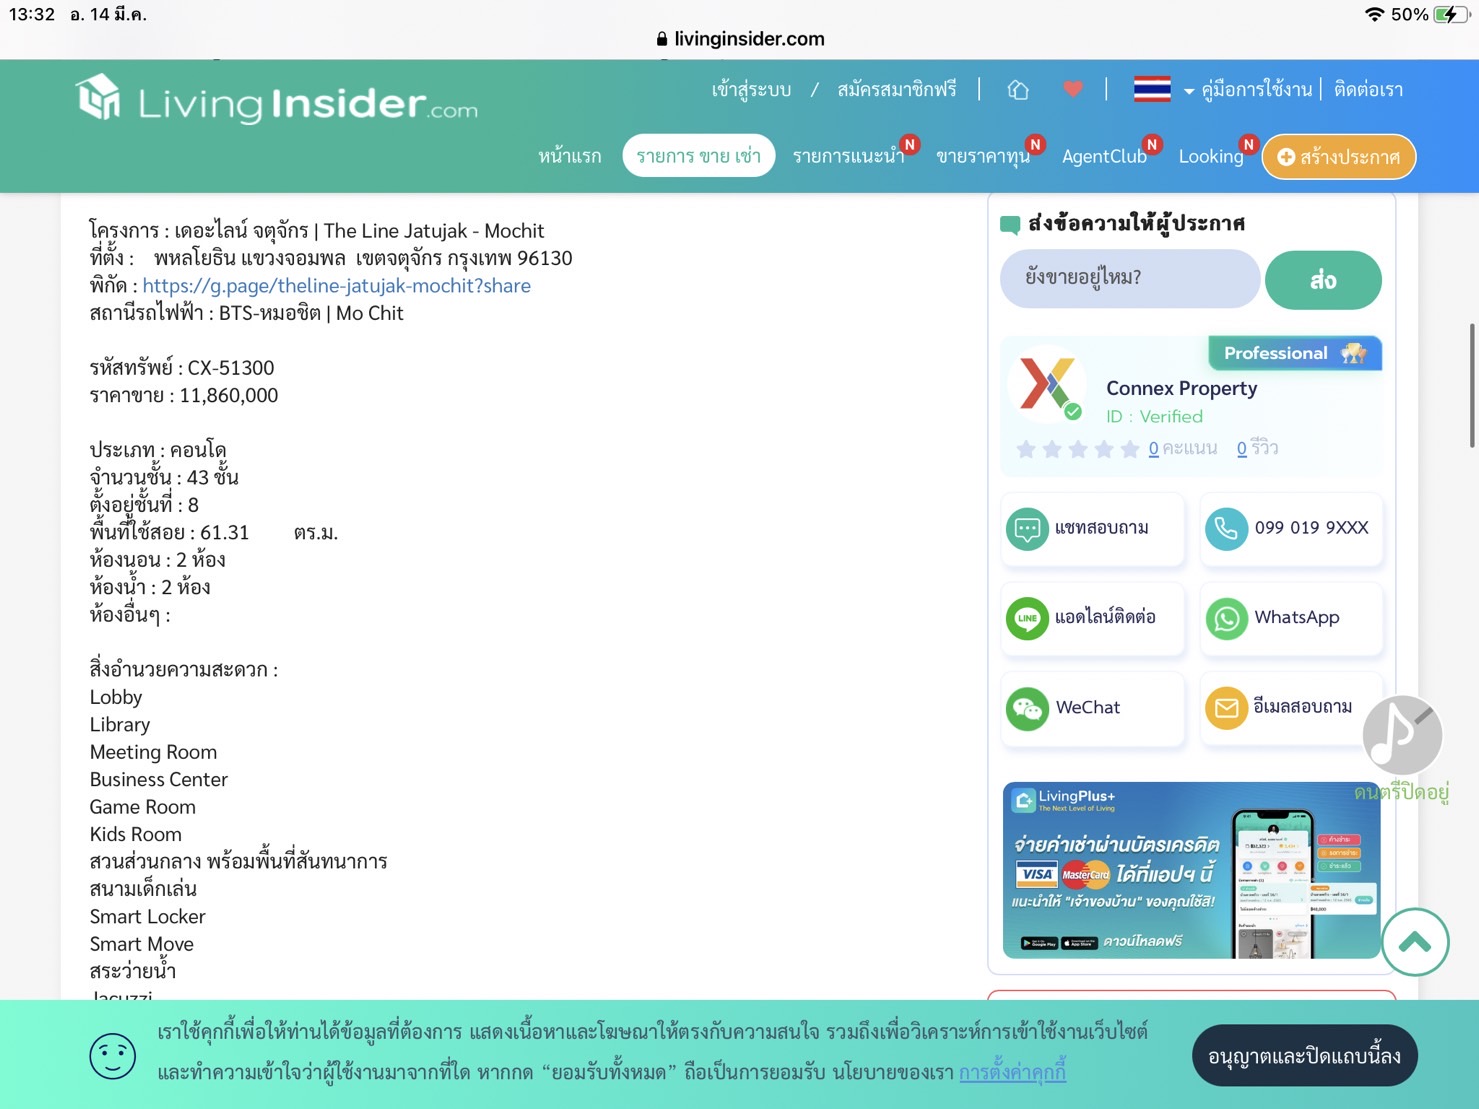 13:32 อ. 14 มี.ค.
50%
livinginsider.com
LivingInsider.com
เข้าสู่ระบบ / สมัครสมาชิกฟรี
คู่มือการใช้งาน | ติดต่อเรา
หน้าแรก
รายการ ขาย เช่า
รายการแนะนำ N
ขายราคาทุน N
AgentClub N
Looking N
สร้างประกาศ
โครงการ : เดอะไลน์ จตุจักร | The Line Jatujak - Mochit
ที่ตั้ง : พหลโยธิน แขวงจอมพล เขตจตุจักร กรุงเทพ 96130
พิกัด : https://g.page/theline-jatujak-mochit?share
สถานีรถไฟฟ้า : BTS-หมอชิต | Mo Chit
รหัสทรัพย์ : CX-51300
ราคาขาย : 11,860,000
ประเภท : คอนโด
จำนวนชั้น : 43 ชั้น
ตั้งอยู่ชั้นที่ : 8
พื้นที่ใช้สอย : 61.31 ตร.ม.
ห้องนอน : 2 ห้อง
ห้องน้ำ : 2 ห้อง
ห้องอื่นๆ :
สิ่งอำนวยความสะดวก :
Lobby
Library
Meeting Room
Business Center
Game Room
Kids Room
สวนส่วนกลาง พร้อมพื้นที่สันทนาการ
สนามเด็กเล่น
Smart Locker
Smart Move
สระว่ายน้ำ
Jacuzzi
ส่งข้อความให้ผู้ประกาศ
ยังขายอยู่ไหม?
ส่ง
Professional
Connex Property
ID : Verified
0 คะแนน 0 รีวิว
แชทสอบถาม
099 019 9XXX
LINE แอดไลน์ติดต่อ
WhatsApp
WeChat
อีเมลสอบถาม
ดนตรีปิดอยู่
LivingPlus+
The Next Level of Living
จ่ายค่าเช่าผ่านบัตรเครดิต
VISA MasterCard ได้ที่แอปฯ นี้
แนะนำให้ "เจ้าของบ้าน" ของคุณใช้สิ!
Google Play App Store ดาวน์โหลดฟรี
เราใช้คุกกี้เพื่อให้ท่านได้ข้อมูลที่ต้องการ แสดงเนื้อหาและโฆษณาให้ตรงกับความสนใจ รวมถึงเพื่อวิเคราะห์การเข้าใช้งานเว็บไซต์
และทำความเข้าใจว่าผู้ใช้งานมาจากที่ใด หากกด “ยอมรับทั้งหมด” ถือเป็นการยอมรับ นโยบายของเรา การตั้งค่าคุกกี้
อนุญาตและปิดแถบนี้ลง